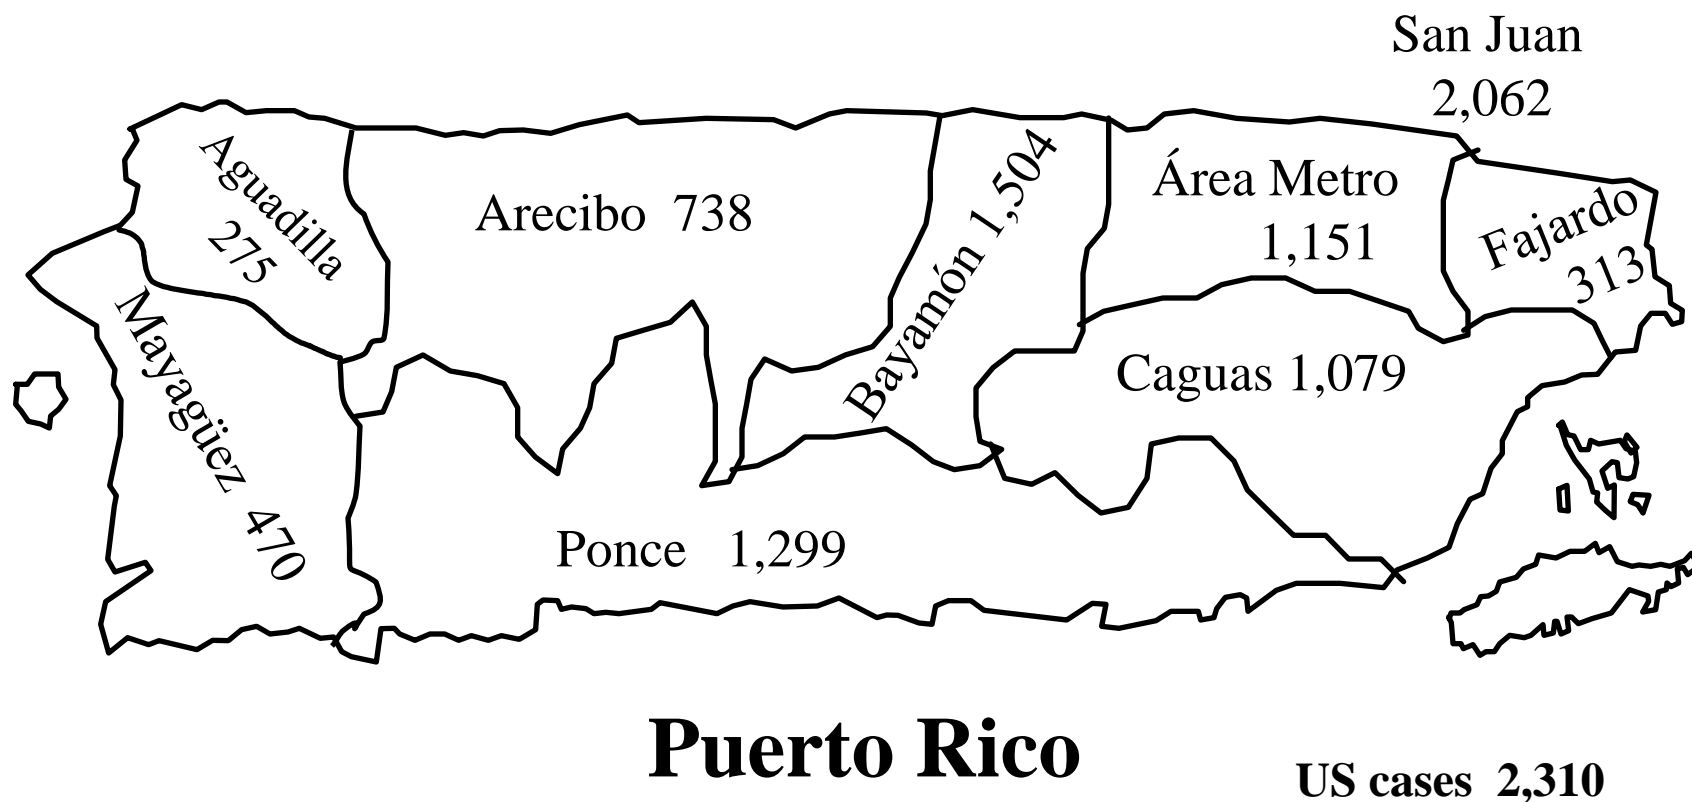 San Juan
2,062
Aguadilla
275
Arecibo 738
Bayamón 1,504
Área Metro
1,151
Fajardo
313
Mayagüez 470
Caguas 1,079
Ponce 1,299
Puerto Rico
US cases 2,310